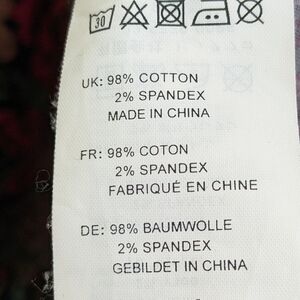 30
UK: 98% COTTON
2% SPANDEX
MADE IN CHINA
FR: 98% COTON
2% SPANDEX
FABRIQUÉ EN CHINE
DE: 98% BAUMWOLLE
2% SPANDEX
GEBILDET IN CHINA